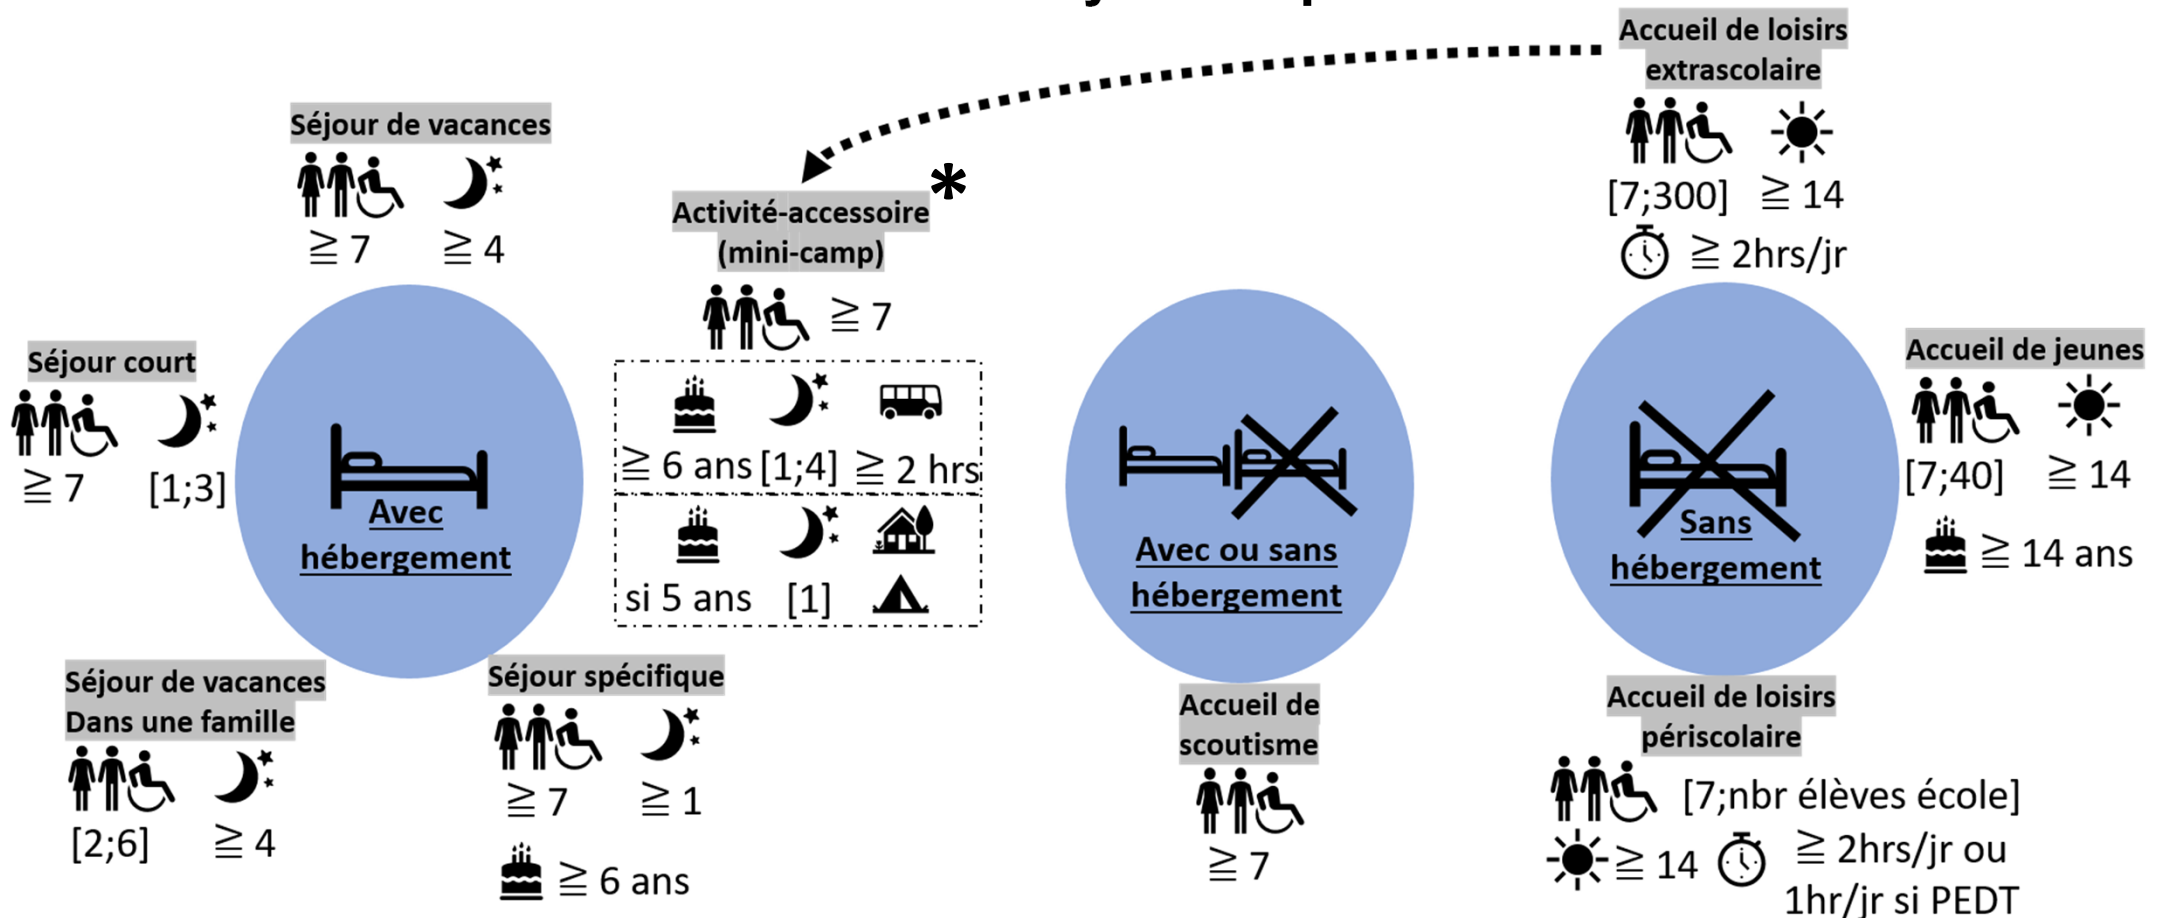 Séjour de vacances
≧ 7 ≧ 4
Séjour court
≧ 7 [1;3]
Avec
hébergement
Séjour de vacances
Dans une famille
[2;6] ≧ 4
Séjour spécifique
≧ 7 ≧ 1
≧ 6 ans
Activité-accessoire *
(mini-camp)
≧ 7
≧ 6 ans [1;4] ≧ 2 hrs
si 5 ans [1]
Avec ou sans
hébergement
Accueil de
scoutisme
≧ 7
Accueil de loisirs
extrascolaire
[7;300] ≧ 14
≧ 2hrs/jr
Sans
hébergement
Accueil de jeunes
[7;40] ≧ 14
≧ 14 ans
Accueil de loisirs
périscolaire
[7;nbr élèves école]
≧ 14 ≧ 2hrs/jr ou
1hr/jr si PEDT